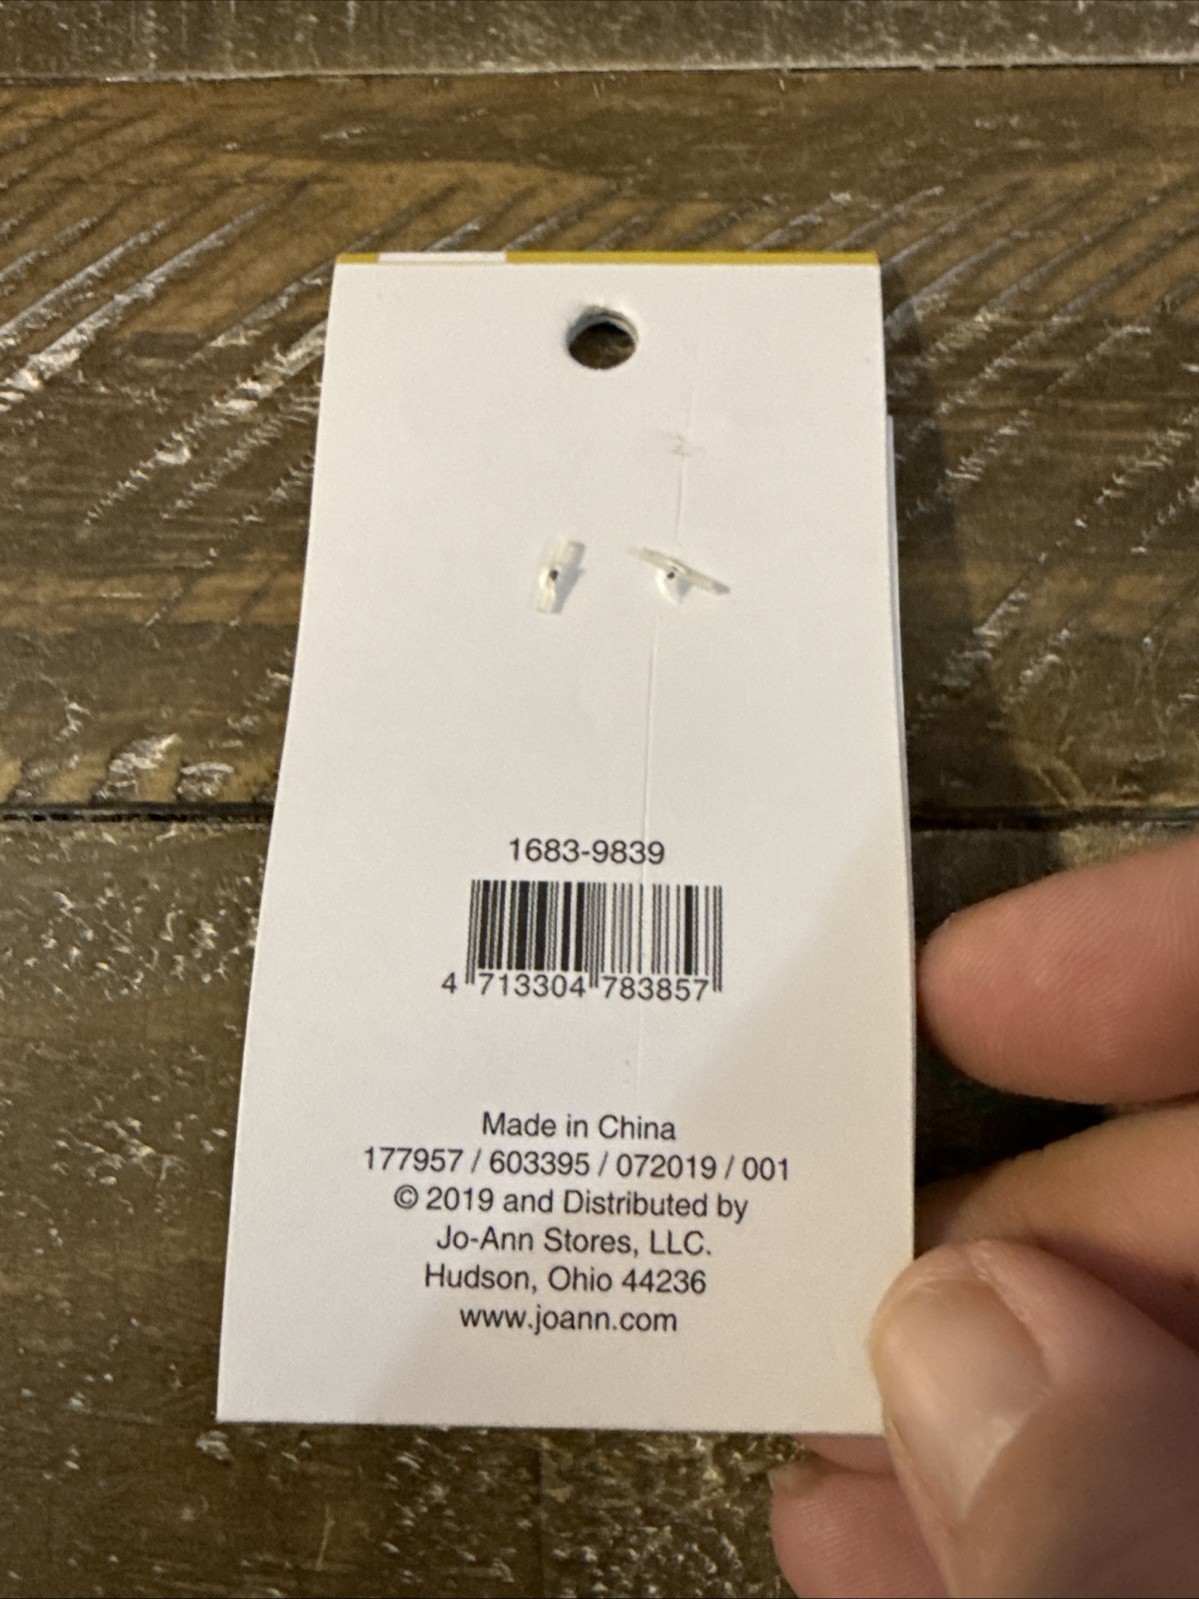 1683-9839
4 713304 783857
Made in China
177957 / 603395 / 072019 / 001
© 2019 and Distributed by
Jo-Ann Stores, LLC.
Hudson, Ohio 44236
www.joann.com